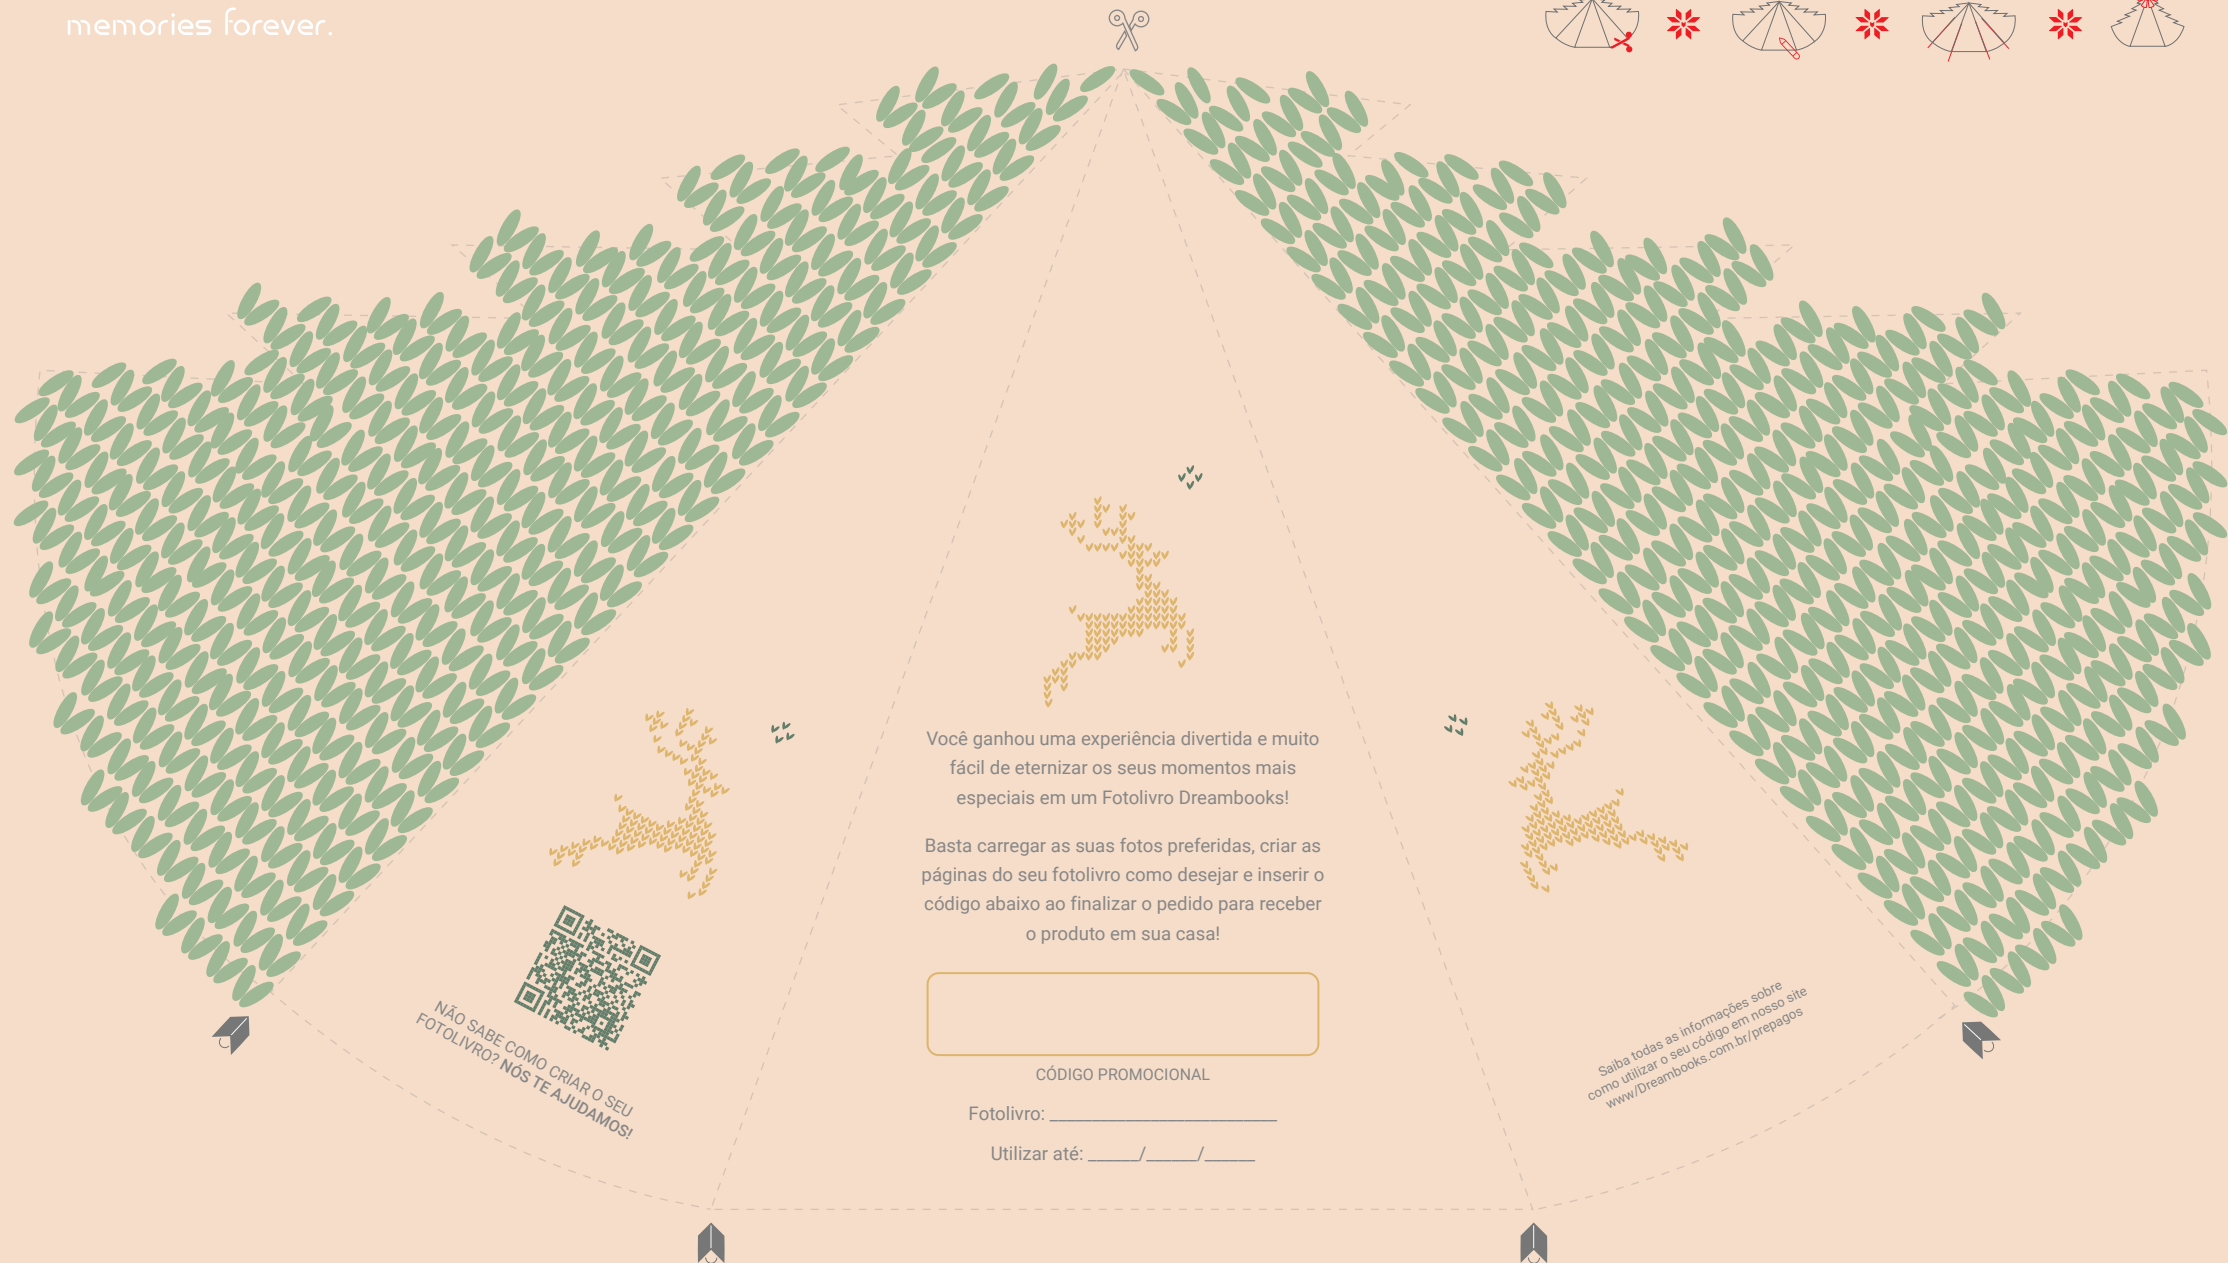 memories forever.
Você ganhou uma experiência divertida e muito
fácil de eternizar os seus momentos mais
especiais em um Fotolivro Dreambooks!
Basta carregar as suas fotos preferidas, criar as
páginas do seu fotolivro como desejar e inserir o
código abaixo ao finalizar o pedido para receber
o produto em sua casa!
CÓDIGO PROMOCIONAL
Fotolivro: ________________________
Utilizar até: _____/_____/_____
NÃO SABE COMO CRIAR O SEU
FOTOLIVRO? NÓS TE AJUDAMOS!
Saiba todas as informações sobre
como utilizar o seu código em nosso site
www/Dreambooks.com.br/prepagos